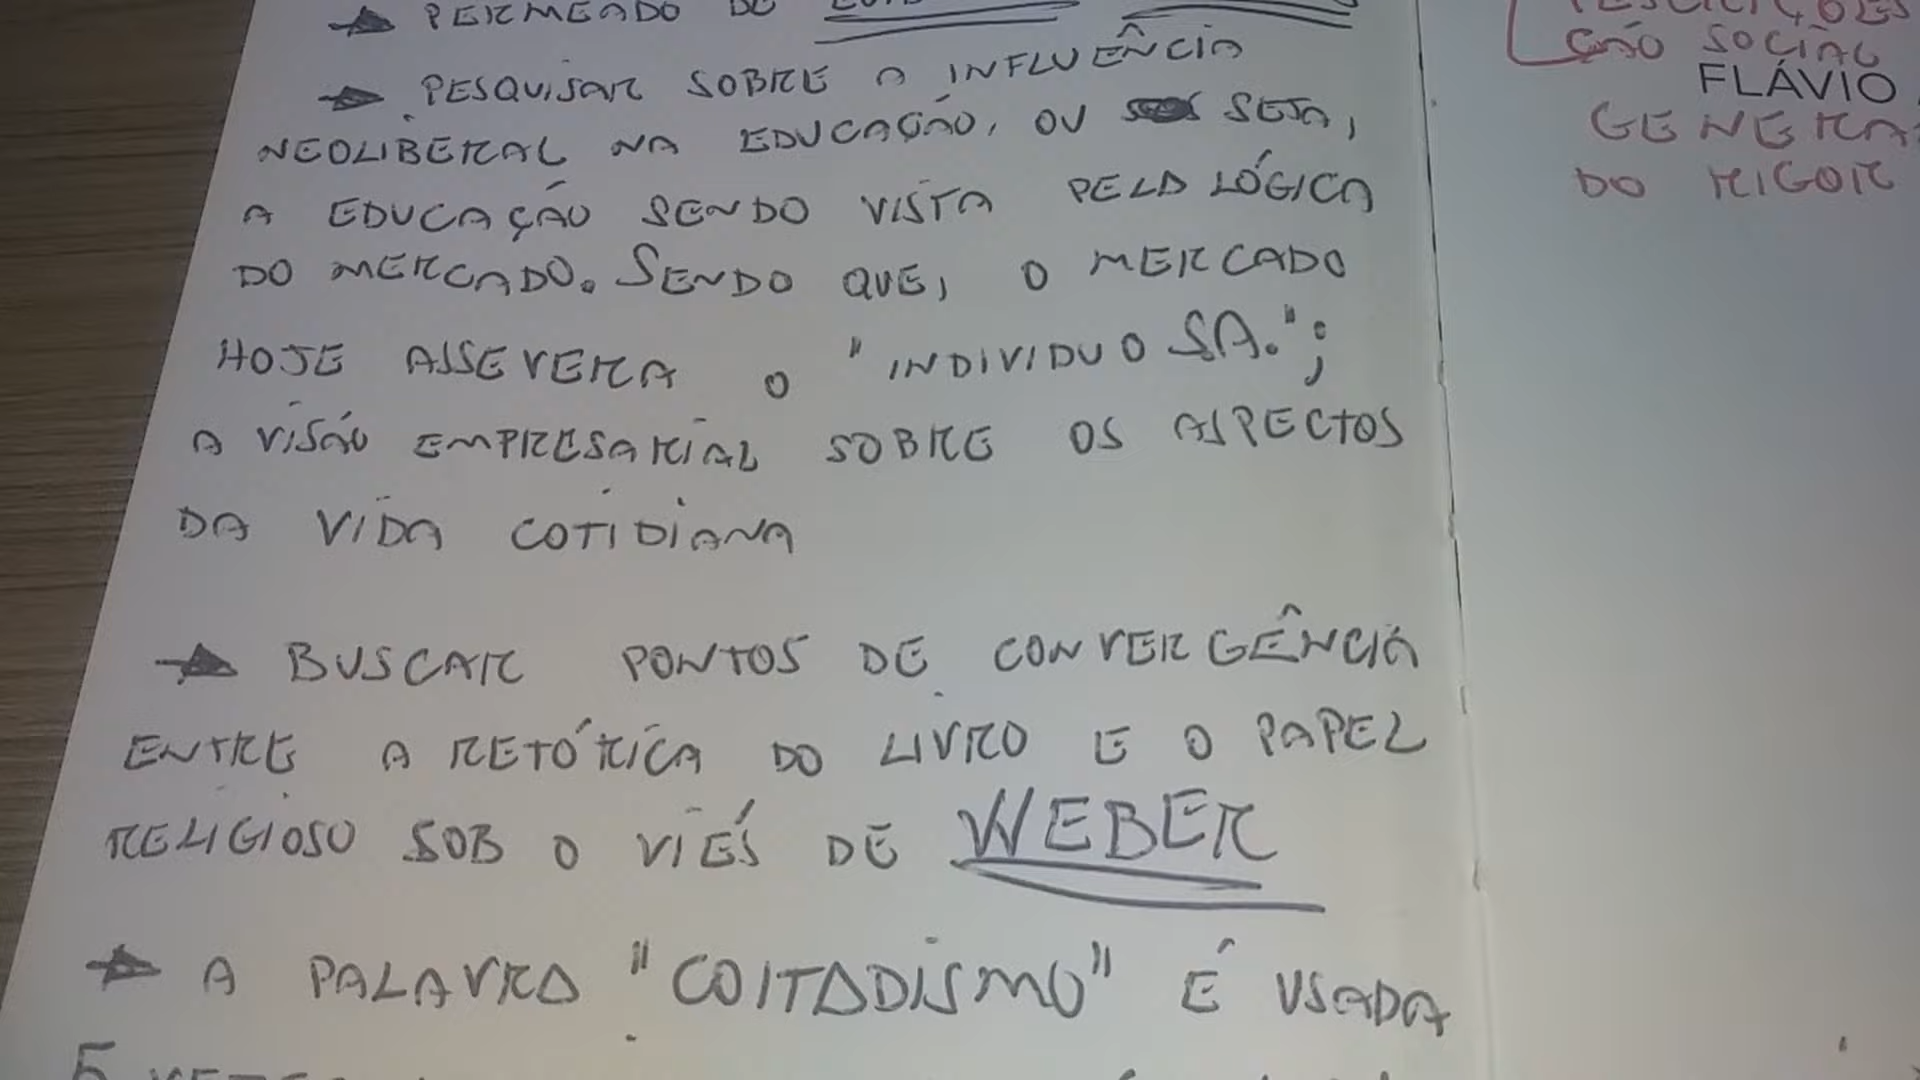 → PERMEADO DE
→ PESQUISAR SOBRE A INFLUÊNCIA
NEOLIBERAL NA EDUCAÇÃO, OU SEJA,
A EDUCAÇÃO SENDO VISTA PELA LÓGICA
DO MERCADO. SENDO QUE, O MERCADO
HOJE ASSEVERA O "INDIVIDUO SA.";
A VISÃO EMPRESARIAL SOBRE OS ASPECTOS
DA VIDA COTIDIANA
→ BUSCAR PONTOS DE CONVERGÊNCIA
ENTRE A RETÓRICA DO LIVRO E O PAPEL
RELIGIOSO SOB O VIÉS DE WEBER
→ A PALAVRA "COITADISMO" É USADA
5
ÇÃO SOCIAL
FLÁVIO
GENERA
DO RIGOR